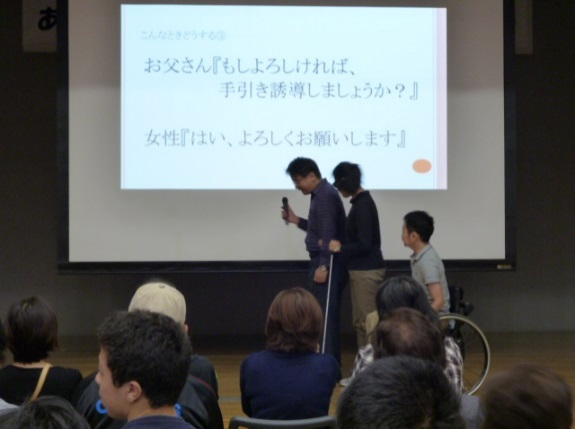 あ
こんなときどうする③
お父さん『もしよろしければ、
手引き誘導しましょうか？』
女性『はい、よろしくお願いします』